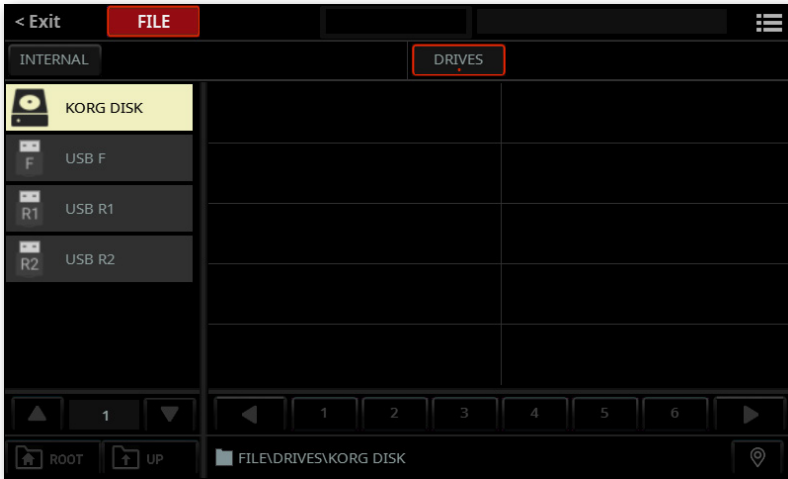 < Exit FILE
INTERNAL DRIVES
KORG DISK
F USB F
R1 USB R1
R2 USB R2
1 1 2 3 4 5 6
ROOT UP FILE\DRIVES\KORG DISK